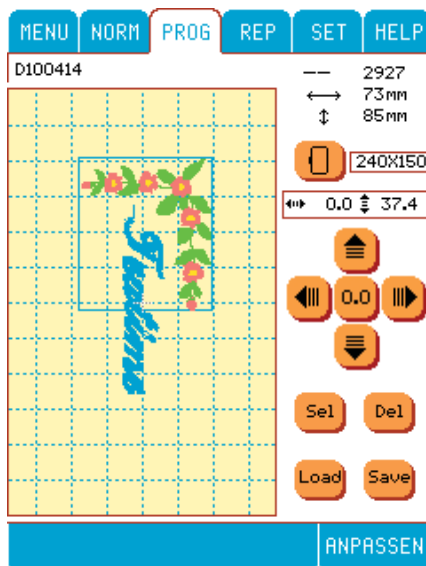 MENU NORM PROG REP SET HELP
D100414
2927
73MM
85MM
240X150
0.0 37.4
0.0
Pauline
Sel Del
Load Save
ANPASSEN